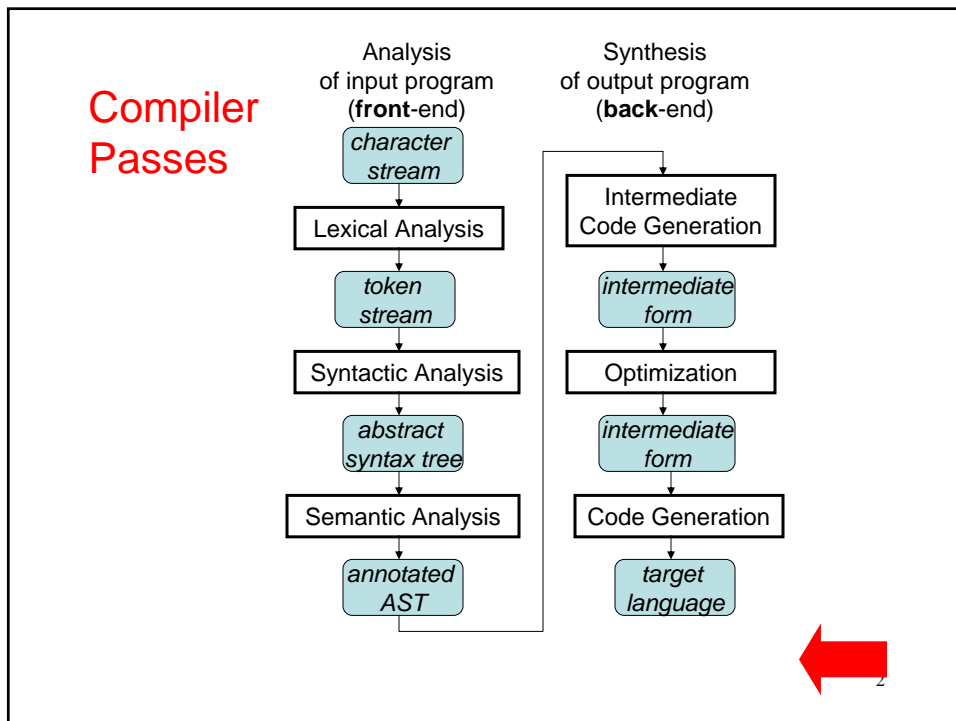 Compiler
Passes
Analysis
of input program
(front-end)
character
stream
Lexical Analysis
token
stream
Syntactic Analysis
abstract
syntax tree
Semantic Analysis
annotated
AST
Synthesis
of output program
(back-end)
Intermediate
Code Generation
intermediate
form
Optimization
intermediate
form
Code Generation
target
language
2